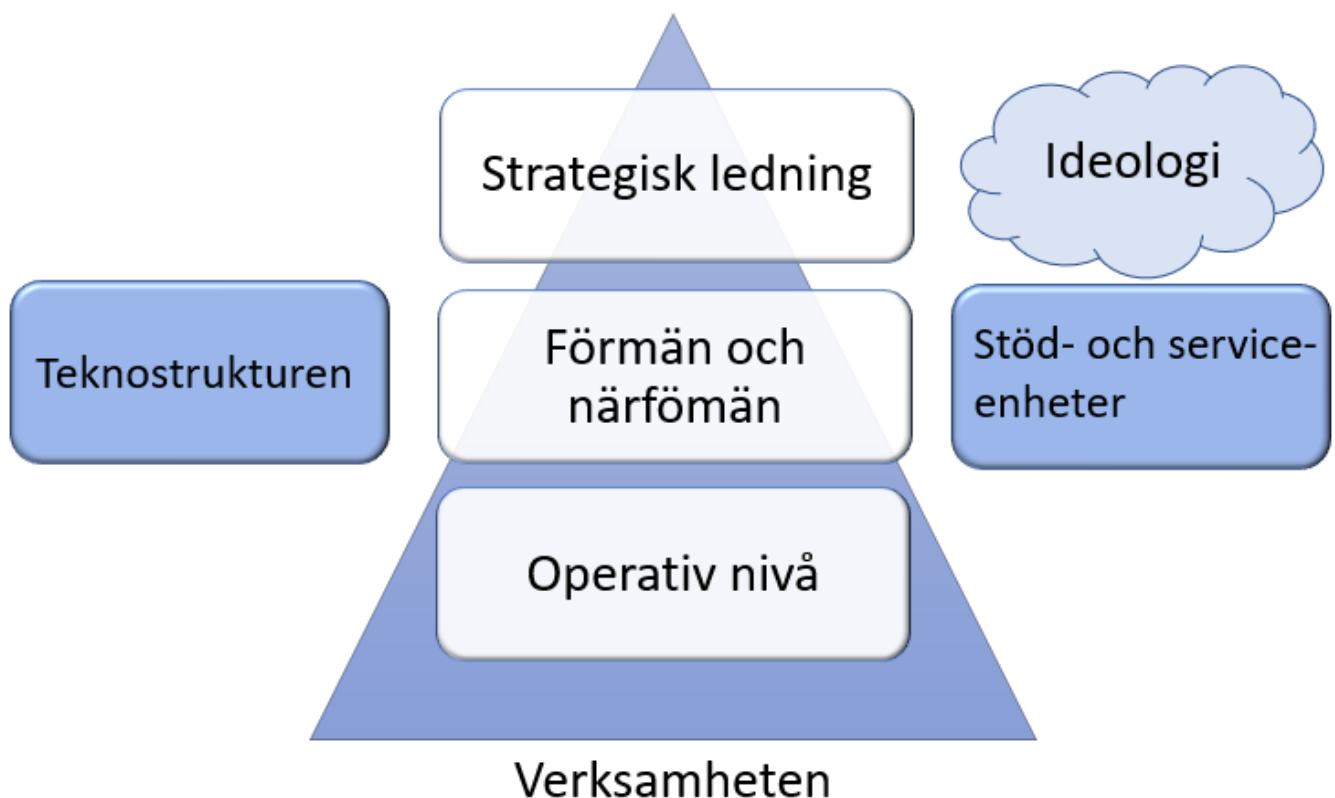 Strategisk ledning
Ideologi
Teknostrukturen
Förmän och
närfömän
Stöd- och service-
enheter
Operativ nivå
Verksamheten